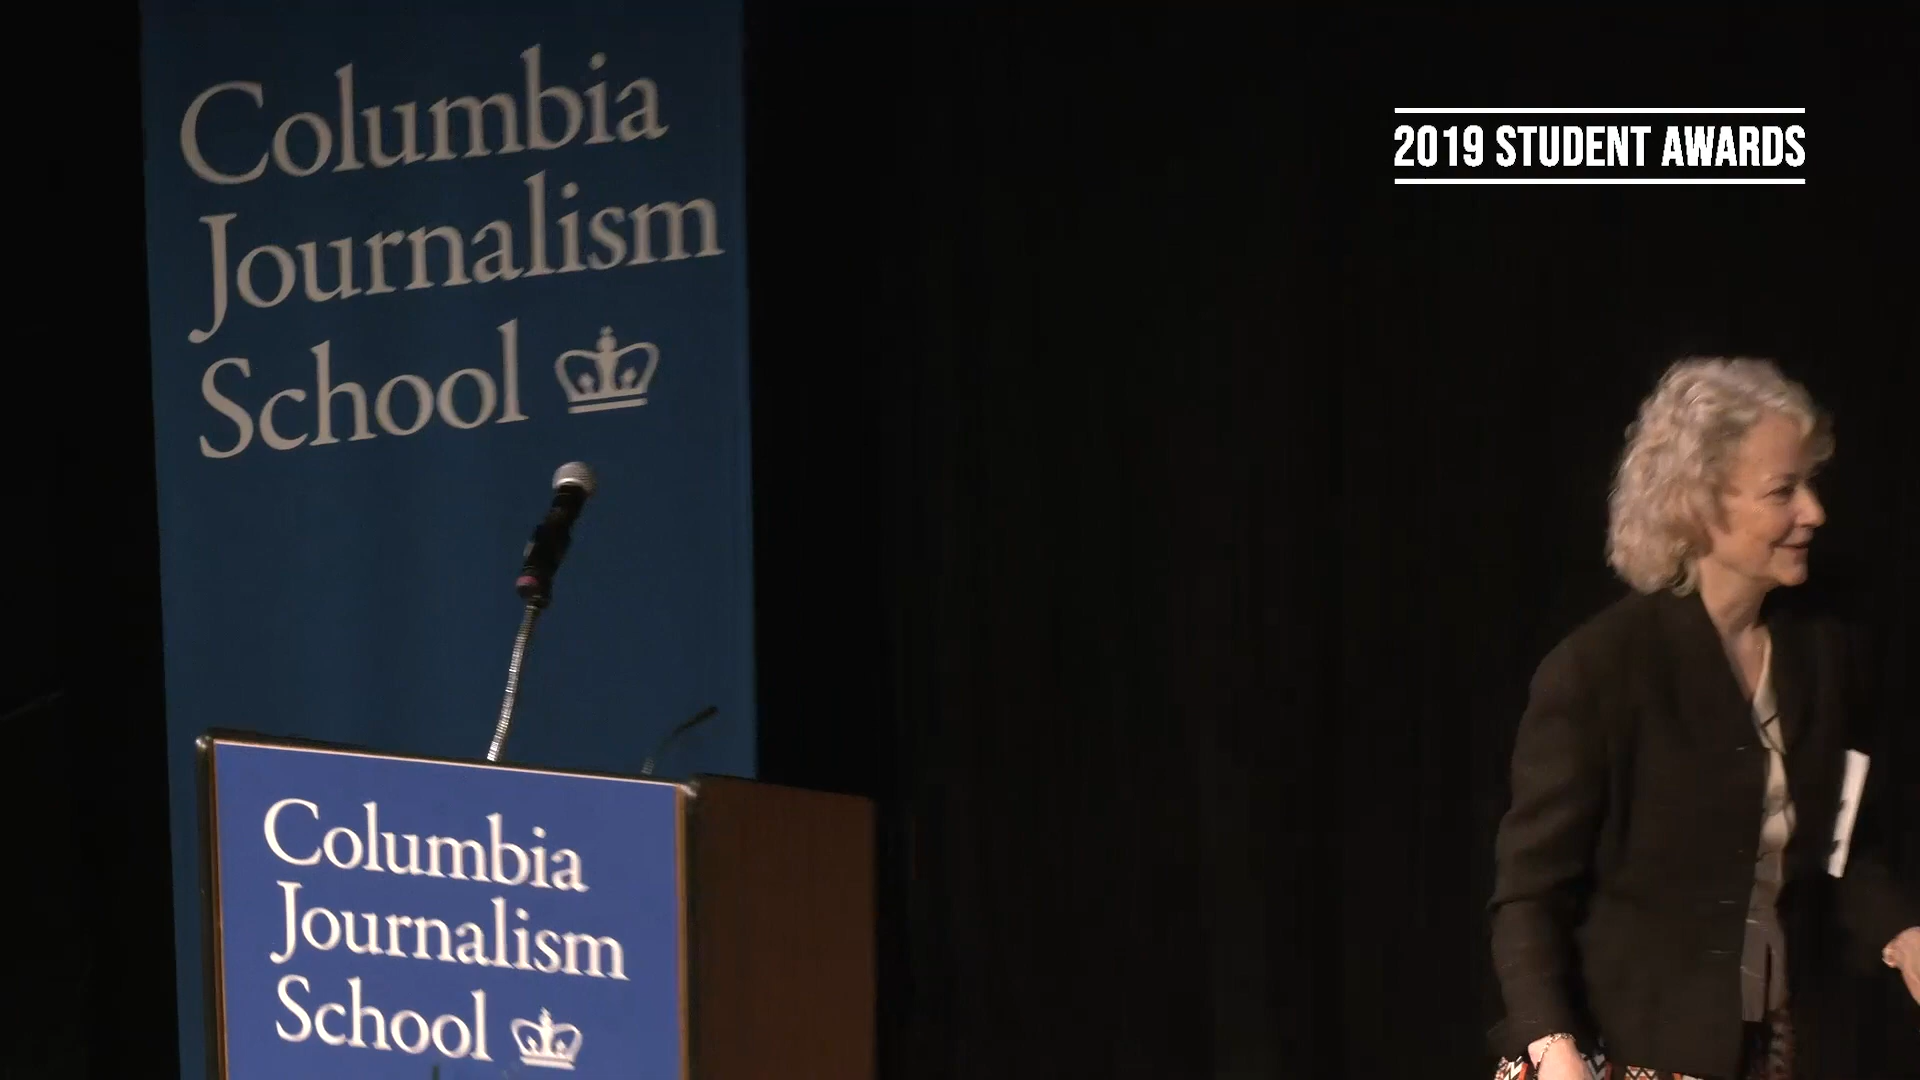 Columbia
Journalism
School
2019 STUDENT AWARDS
Columbia
Journalism
School